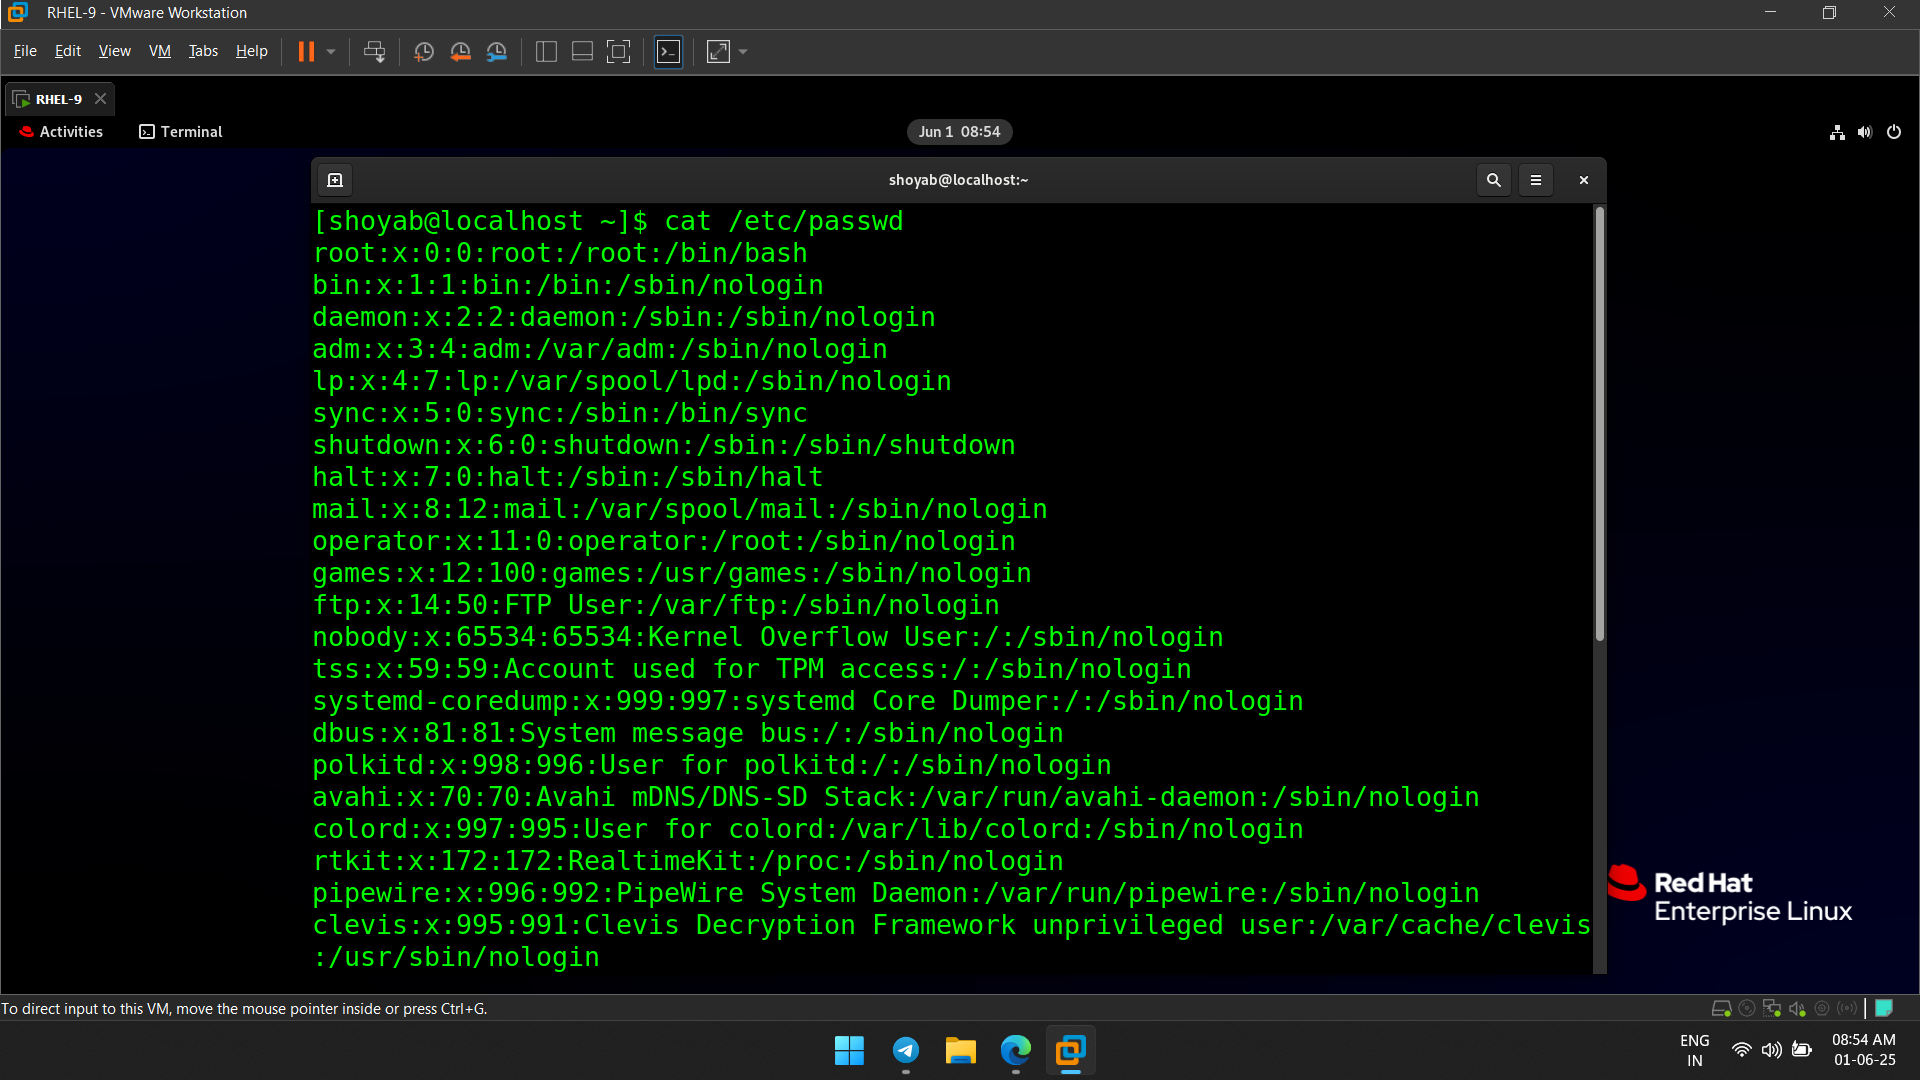 RHEL-9 - VMware Workstation
File Edit View VM Tabs Help
RHEL-9
Activities Terminal Jun 1 08:54
shoyab@localhost:~
[shoyab@localhost ~]$ cat /etc/passwd
root:x:0:0:root:/root:/bin/bash
bin:x:1:1:bin:/bin:/sbin/nologin
daemon:x:2:2:daemon:/sbin:/sbin/nologin
adm:x:3:4:adm:/var/adm:/sbin/nologin
lp:x:4:7:lp:/var/spool/lpd:/sbin/nologin
sync:x:5:0:sync:/sbin:/bin/sync
shutdown:x:6:0:shutdown:/sbin:/sbin/shutdown
halt:x:7:0:halt:/sbin:/sbin/halt
mail:x:8:12:mail:/var/spool/mail:/sbin/nologin
operator:x:11:0:operator:/root:/sbin/nologin
games:x:12:100:games:/usr/games:/sbin/nologin
ftp:x:14:50:FTP User:/var/ftp:/sbin/nologin
nobody:x:65534:65534:Kernel Overflow User:/:/sbin/nologin
tss:x:59:59:Account used for TPM access:/:/sbin/nologin
systemd-coredump:x:999:997:systemd Core Dumper:/:/sbin/nologin
dbus:x:81:81:System message bus:/:/sbin/nologin
polkitd:x:998:996:User for polkitd:/:/sbin/nologin
avahi:x:70:70:Avahi mDNS/DNS-SD Stack:/var/run/avahi-daemon:/sbin/nologin
colord:x:997:995:User for colord:/var/lib/colord:/sbin/nologin
rtkit:x:172:172:RealtimeKit:/proc:/sbin/nologin
pipewire:x:996:992:PipeWire System Daemon:/var/run/pipewire:/sbin/nologin
clevis:x:995:991:Clevis Decryption Framework unprivileged user:/var/cache/clevis
:/usr/sbin/nologin
Red Hat
Enterprise Linux
To direct input to this VM, move the mouse pointer inside or press Ctrl+G.
ENG
IN
08:54 AM
01-06-25